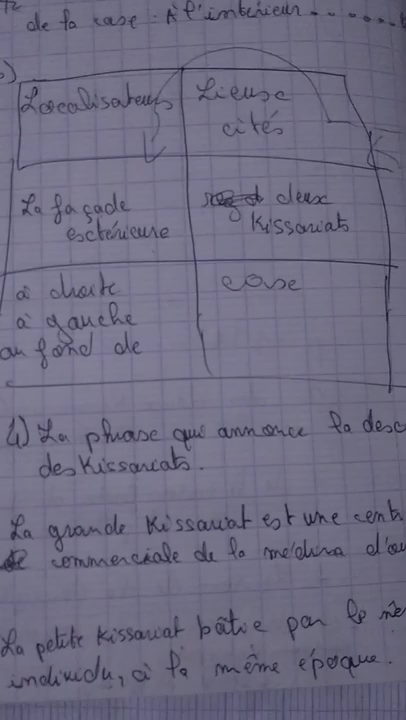 de la case : à l'intérieur........
Localisateurs
Lieuse
cités
La façade
esctérieure
deux
Kissariats
à droite
à gauche
au fond de
case
4) La phrase qui annonce la desc
des Kissariats.
La grande Kissariat est une cent
commerciale de la médina d'
La petite Kissariat bâtie par le mê
individu, à la même époque.